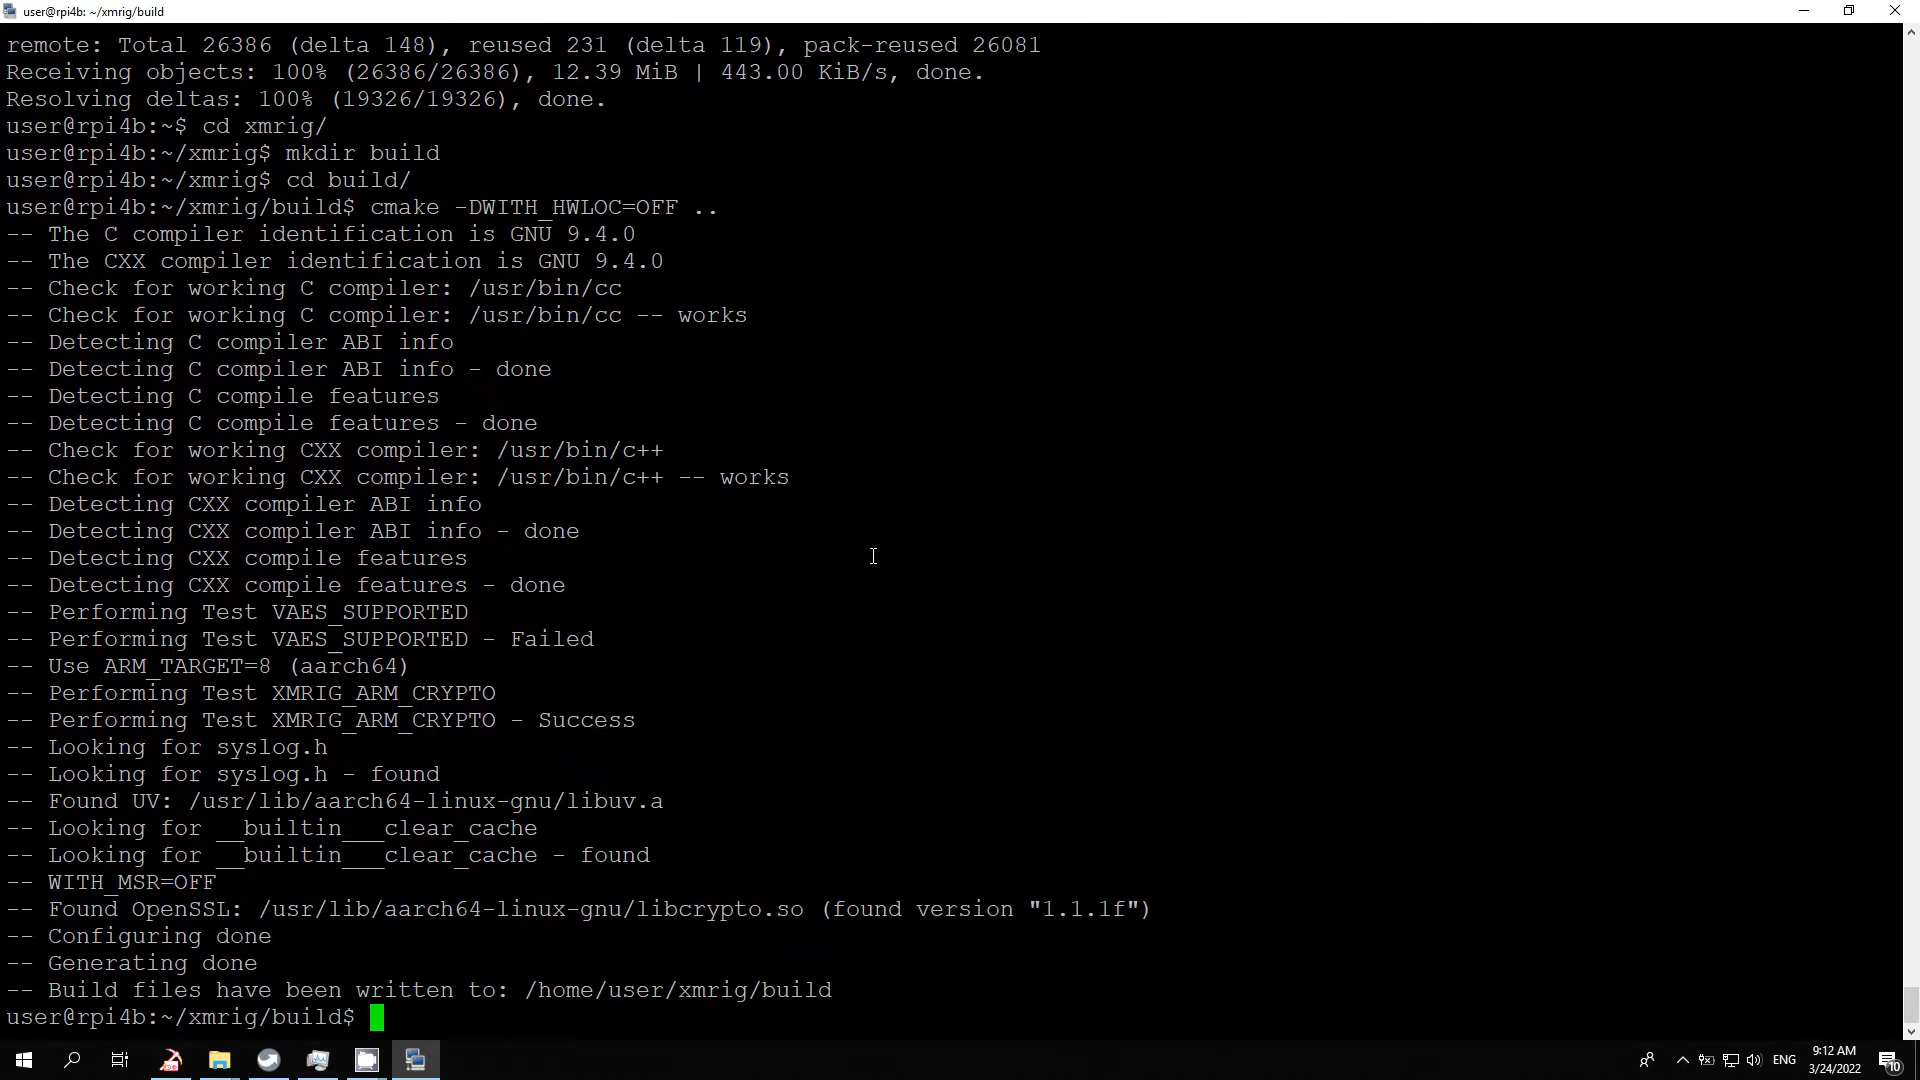 user@rpi4b: ~/xmrig/build
remote: Total 26386 (delta 148), reused 231 (delta 119), pack-reused 26081
Receiving objects: 100% (26386/26386), 12.39 MiB | 443.00 KiB/s, done.
Resolving deltas: 100% (19326/19326), done.
user@rpi4b:~$ cd xmrig/
user@rpi4b:~/xmrig$ mkdir build
user@rpi4b:~/xmrig$ cd build/
user@rpi4b:~/xmrig/build$ cmake -DWITH_HWLOC=OFF ..
-- The C compiler identification is GNU 9.4.0
-- The CXX compiler identification is GNU 9.4.0
-- Check for working C compiler: /usr/bin/cc
-- Check for working C compiler: /usr/bin/cc -- works
-- Detecting C compiler ABI info
-- Detecting C compiler ABI info - done
-- Detecting C compile features
-- Detecting C compile features - done
-- Check for working CXX compiler: /usr/bin/c++
-- Check for working CXX compiler: /usr/bin/c++ -- works
-- Detecting CXX compiler ABI info
-- Detecting CXX compiler ABI info - done
-- Detecting CXX compile features
-- Detecting CXX compile features - done
-- Performing Test VAES_SUPPORTED
-- Performing Test VAES_SUPPORTED - Failed
-- Use ARM_TARGET=8 (aarch64)
-- Performing Test XMRIG_ARM_CRYPTO
-- Performing Test XMRIG_ARM_CRYPTO - Success
-- Looking for syslog.h
-- Looking for syslog.h - found
-- Found UV: /usr/lib/aarch64-linux-gnu/libuv.a
-- Looking for __builtin___clear_cache
-- Looking for __builtin___clear_cache - found
-- WITH_MSR=OFF
-- Found OpenSSL: /usr/lib/aarch64-linux-gnu/libcrypto.so (found version "1.1.1f")
-- Configuring done
-- Generating done
-- Build files have been written to: /home/user/xmrig/build
user@rpi4b:~/xmrig/build$
ENG
9:12 AM
3/24/2022
10